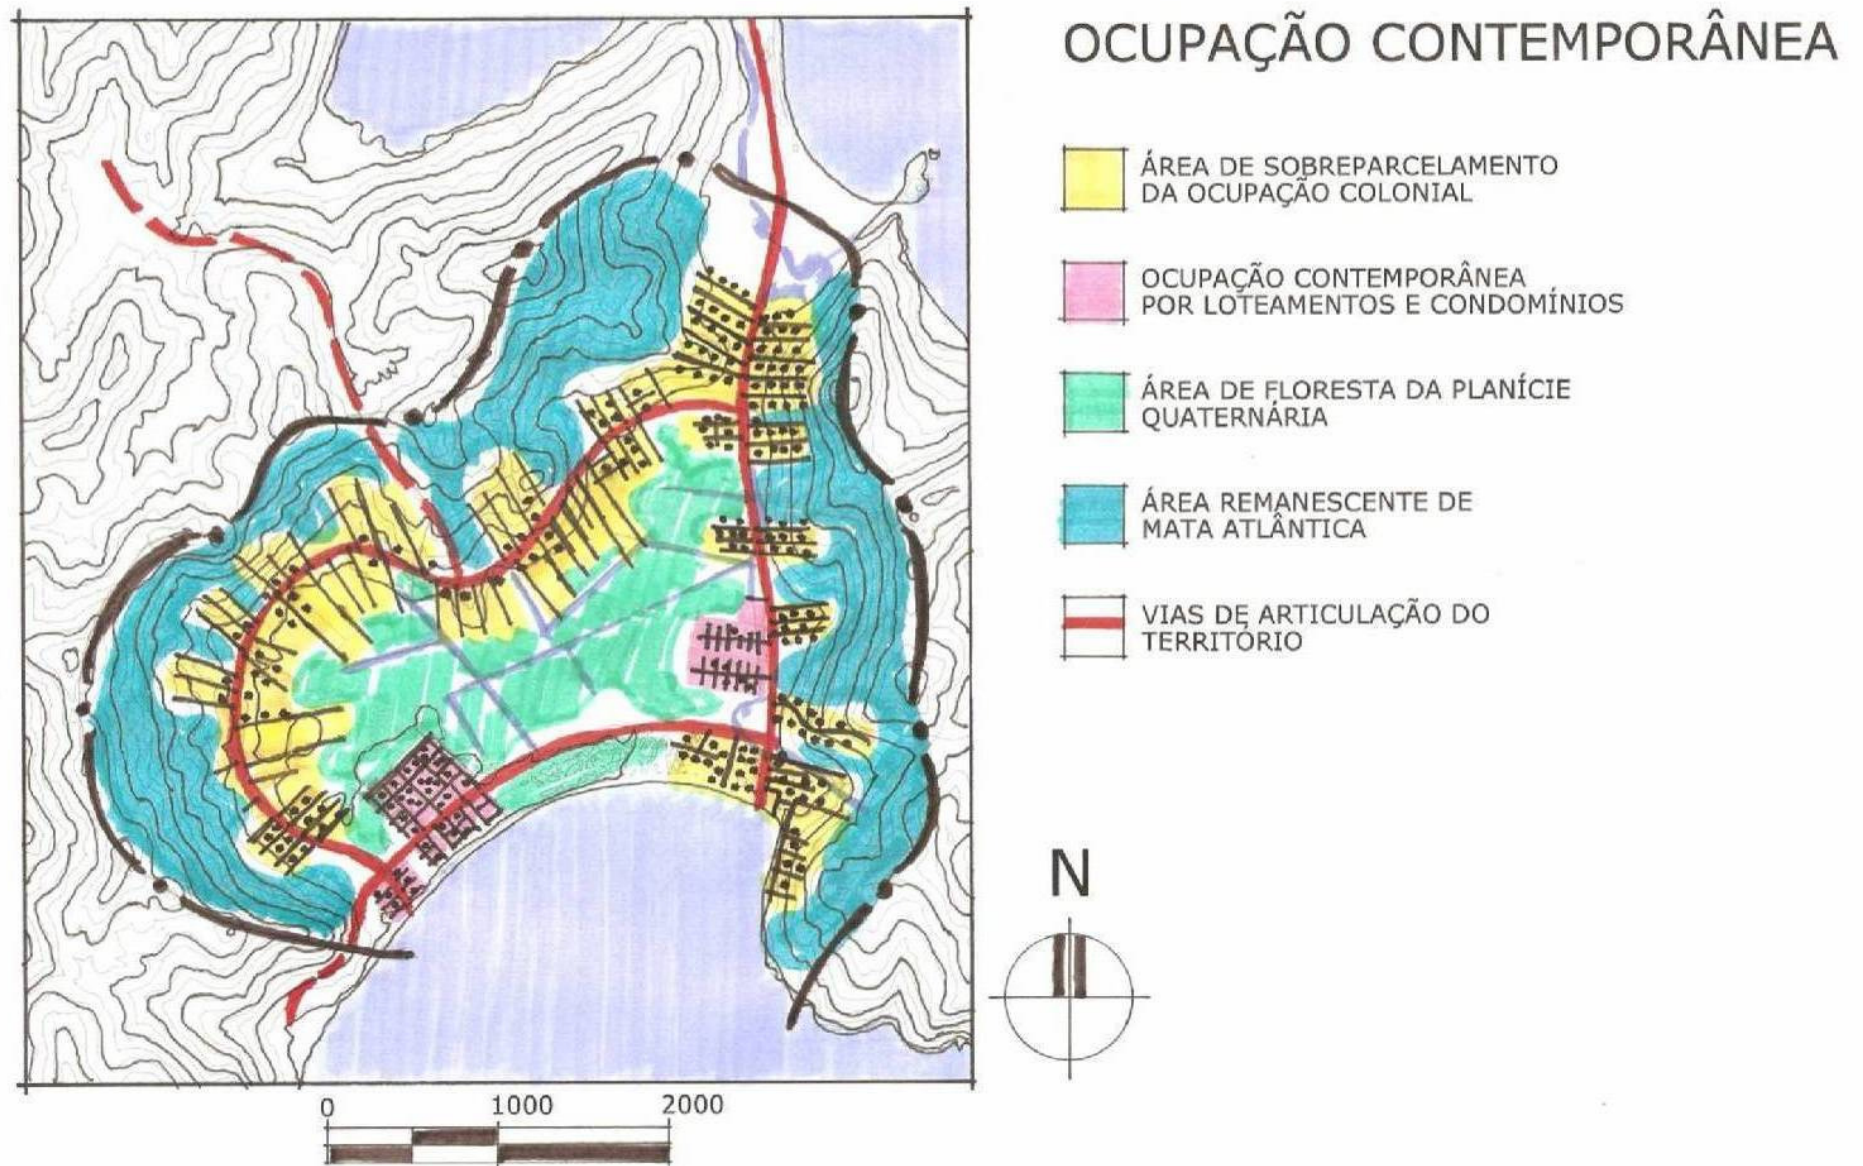 OCUPAÇÃO CONTEMPORÂNEA
ÁREA DE SOBREPARCELAMENTO
DA OCUPAÇÃO COLONIAL
OCUPAÇÃO CONTEMPORÂNEA
POR LOTEAMENTOS E CONDOMÍNIOS
ÁREA DE FLORESTA DA PLANÍCIE
QUATERNÁRIA
ÁREA REMANESCENTE DE
MATA ATLÂNTICA
VIAS DE ARTICULAÇÃO DO
TERRITÓRIO
N
0 1000 2000